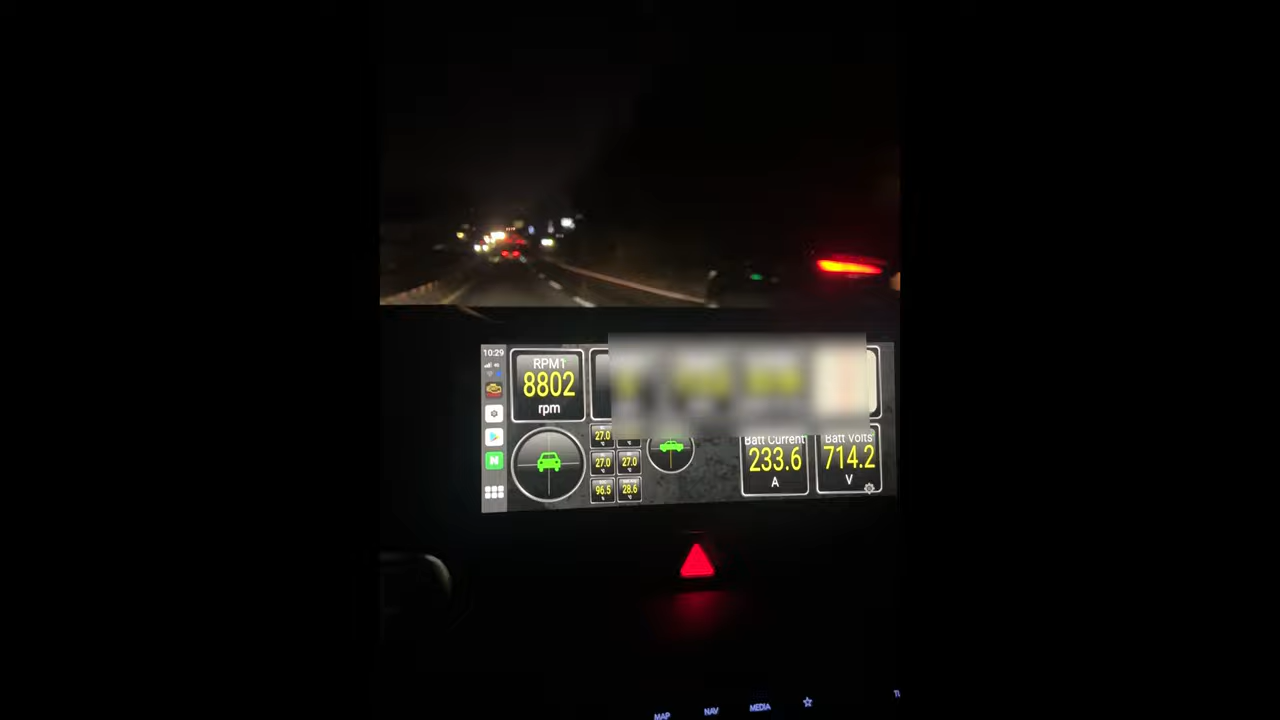 10:29
RPM1
8802
rpm
27.0
27.0
27.0
96.5
28.6
Batt Current
233.6
A
Batt Volts
714.2
V
MAP
NAV
MEDIA